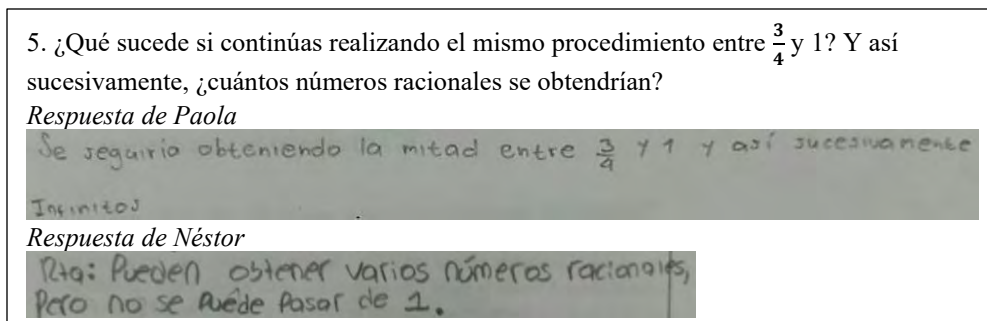 5. ¿Qué sucede si continúas realizando el mismo procedimiento entre 3/4 y 1? Y así
sucesivamente, ¿cuántos números racionales se obtendrían?
Respuesta de Paola
Se seguiria obteniendo la mitad entre 3/4 y 1 y así sucesivamente
Infinitos
Respuesta de Néstor
Rta: Pueden obtener varios números racionales,
Pero no se Puede Pasar de 1.